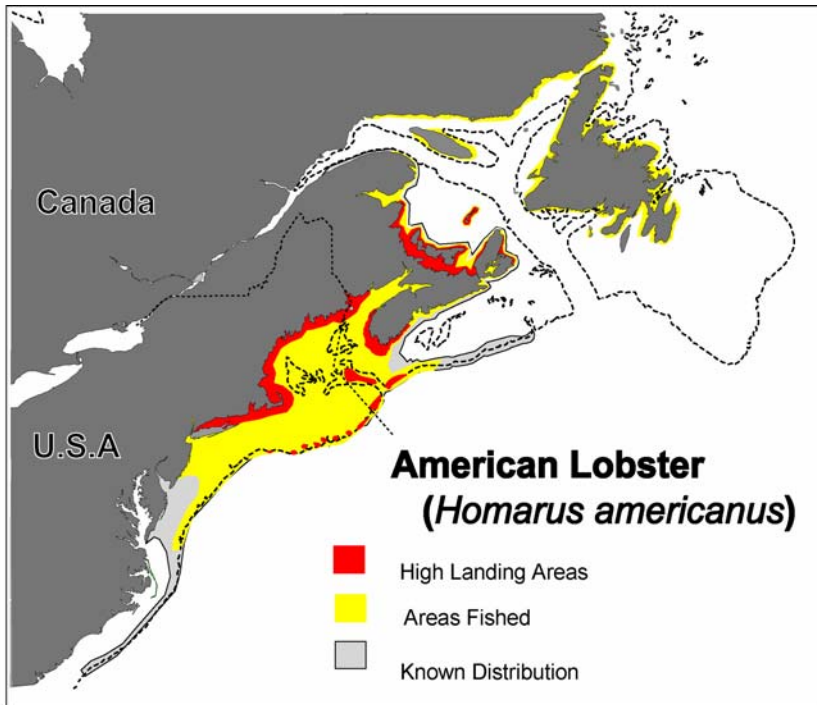 Canada
U.S.A
American Lobster
(Homarus americanus)
High Landing Areas
Areas Fished
Known Distribution